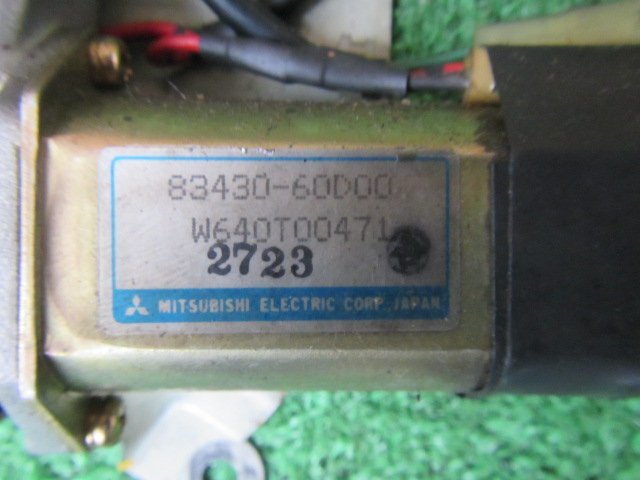 83430-60D00
W640T00471
2723
MITSUBISHI ELECTRIC CORP. JAPAN